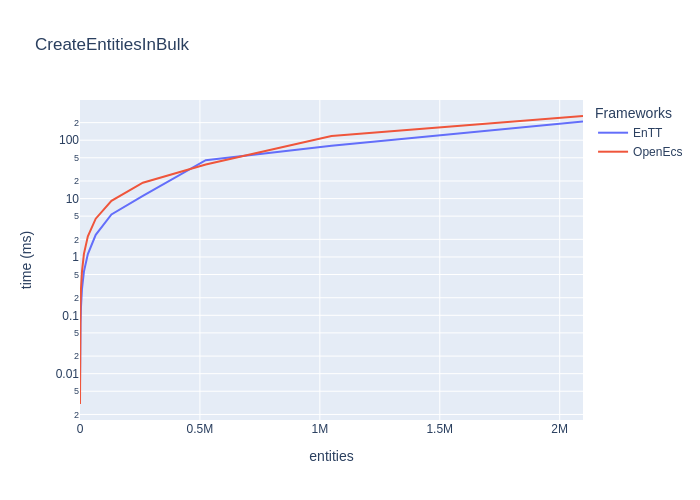 CreateEntitiesInBulk
Frameworks
EnTT
OpenEcs
time (ms)
2
100
5
2
10
5
2
1
5
2
0.1
5
2
0.01
5
2
0
0.5M
1M
1.5M
2M
entities